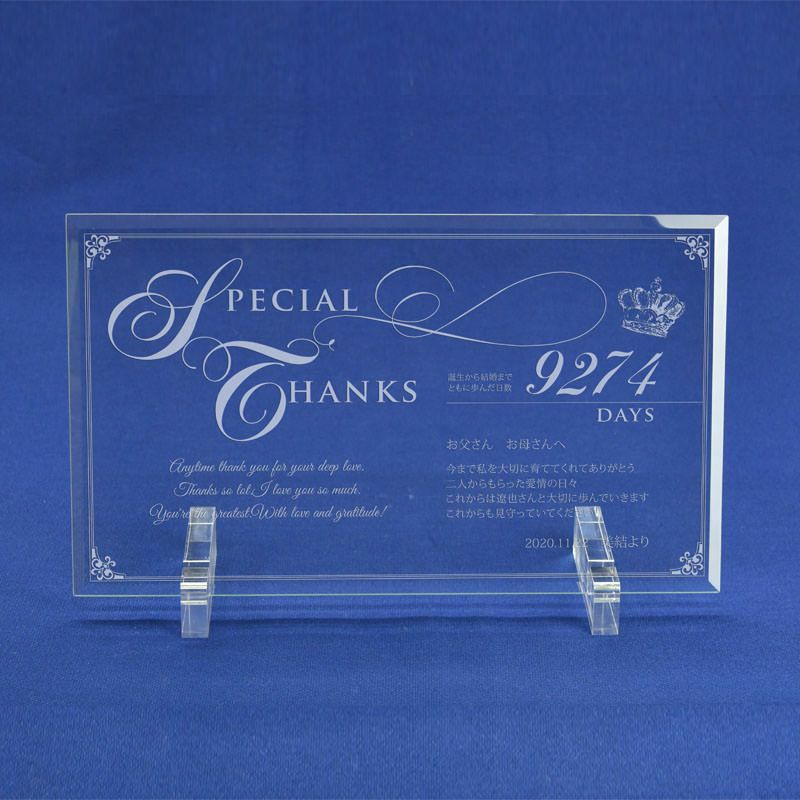 SPECIAL
THANKS
誕生から結婚まで
ともに歩んだ日数
9274
DAYS
Anytime thank you for your deep love.
Thanks so lot, I love you so much.
You're the greatest. With love and gratitude!
お父さん お母さんへ
今まで私を大切に育ててくれてありがとう
二人からもらった愛情の日々
これからは遼也さんと大切に歩んでいきます
これからも見守っていてくだ
2020.11.22 美結より